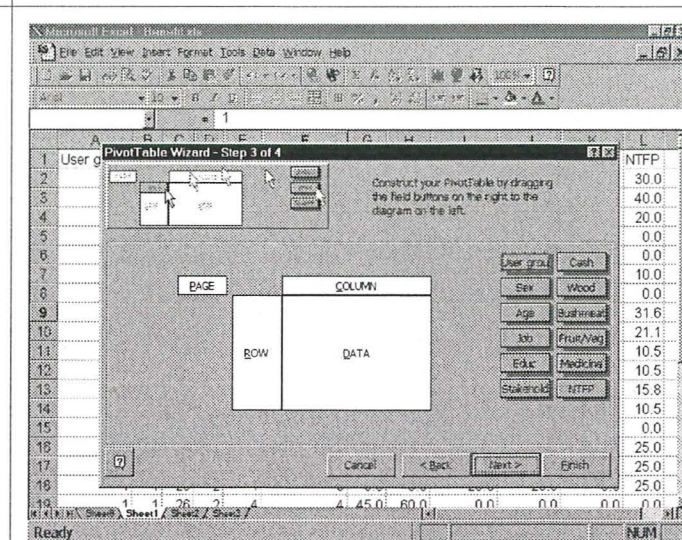 Microsoft Excel - Benefit.xls
File Edit View Insert Format Tools Data Window Help
100%
Arial 10 B I U
= 1
A B C D E F G H I J K L
1 User g NTFP
PivotTable Wizard - Step 3 of 4
Construct your PivotTable by dragging
the field buttons on the right to the
diagram on the left.
PAGE COLUMN
ROW DATA
User grou Cash
Sex Wood
Age Bushmeat
Job Fruit/Veg
Educ Medicine
Stakehold NTFP
Cancel < Back Next > Finish
2 30.0
3 40.0
4 20.0
5 0.0
6 0.0
7 10.0
8 0.0
9 31.6
10 21.1
11 10.5
12 10.5
13 15.8
14 10.5
15 0.0
16 25.0
17 25.0
18 25.0
19 1 1 26 2 4 4 45.0 60.0 0.0 0.0 0.0 0.0
Sheet1 Sheet2 Sheet3
Ready NUM